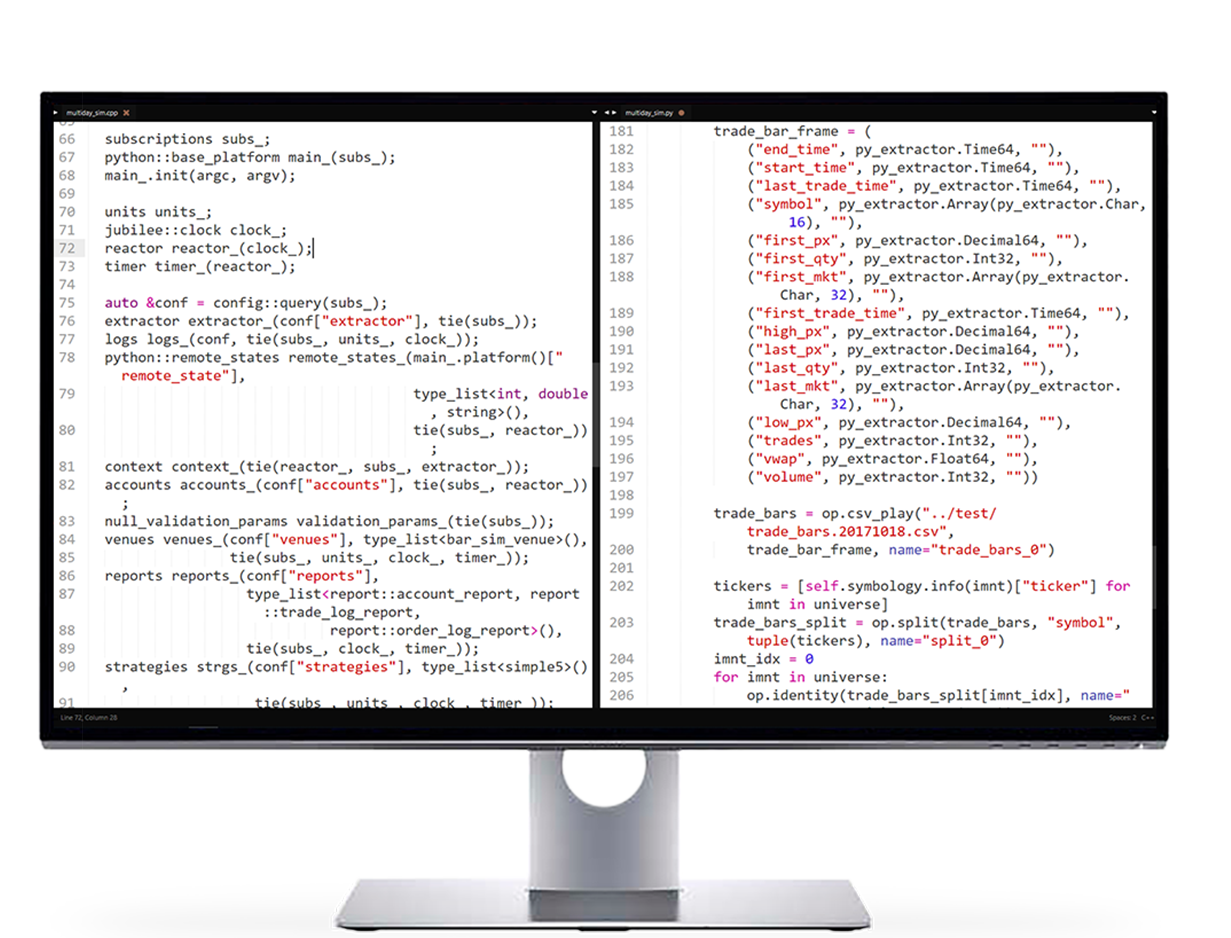 multiday_sim.cpp
66 subscriptions subs_;
67 python::base_platform main_(subs_);
68 main_.init(argc, argv);
69
70 units units_;
71 jubilee::clock clock_;
72 reactor reactor_(clock_);
73 timer timer_(reactor_);
74
75 auto &conf = config::query(subs_);
76 extractor extractor_(conf["extractor"], tie(subs_));
77 logs logs_(conf, tie(subs_, units_, clock_));
78 python::remote_states remote_states_(main_.platform()["
remote_state"],
79 type_list<int, double
, string>(),
80 tie(subs_, reactor_))
;
81 context context_(tie(reactor_, subs_, extractor_));
82 accounts accounts_(conf["accounts"], tie(subs_, reactor_))
;
83 null_validation_params validation_params_(tie(subs_));
84 venues venues_(conf["venues"], type_list<bar_sim_venue>(),
85 tie(subs_, units_, clock_, timer_));
86 reports reports_(conf["reports"],
87 type_list<report::account_report, report
::trade_log_report,
88 report::order_log_report>(),
89 tie(subs_, clock_, timer_));
90 strategies strgs_(conf["strategies"], type_list<simple5>()
,
91 tie(subs_, units_, clock_, timer_));
Line 72, Column 28
multiday_sim.py
181 trade_bar_frame = (
182 ("end_time", py_extractor.Time64, ""),
183 ("start_time", py_extractor.Time64, ""),
184 ("last_trade_time", py_extractor.Time64, ""),
185 ("symbol", py_extractor.Array(py_extractor.Char,
16), ""),
186 ("first_px", py_extractor.Decimal64, ""),
187 ("first_qty", py_extractor.Int32, ""),
188 ("first_mkt", py_extractor.Array(py_extractor.
Char, 32), ""),
189 ("first_trade_time", py_extractor.Time64, ""),
190 ("high_px", py_extractor.Decimal64, ""),
191 ("last_px", py_extractor.Decimal64, ""),
192 ("last_qty", py_extractor.Int32, ""),
193 ("last_mkt", py_extractor.Array(py_extractor.
Char, 32), ""),
194 ("low_px", py_extractor.Decimal64, ""),
195 ("trades", py_extractor.Int32, ""),
196 ("vwap", py_extractor.Float64, ""),
197 ("volume", py_extractor.Int32, ""))
198
199 trade_bars = op.csv_play("../test/
trade_bars.20171018.csv",
200 trade_bar_frame, name="trade_bars_0")
201
202 tickers = [self.symbology.info(imnt)["ticker"] for
imnt in universe]
203 trade_bars_split = op.split(trade_bars, "symbol",
tuple(tickers), name="split_0")
204 imnt_idx = 0
205 for imnt in universe:
206 op.identity(trade_bars_split[imnt_idx], name="
Spaces: 2 C++